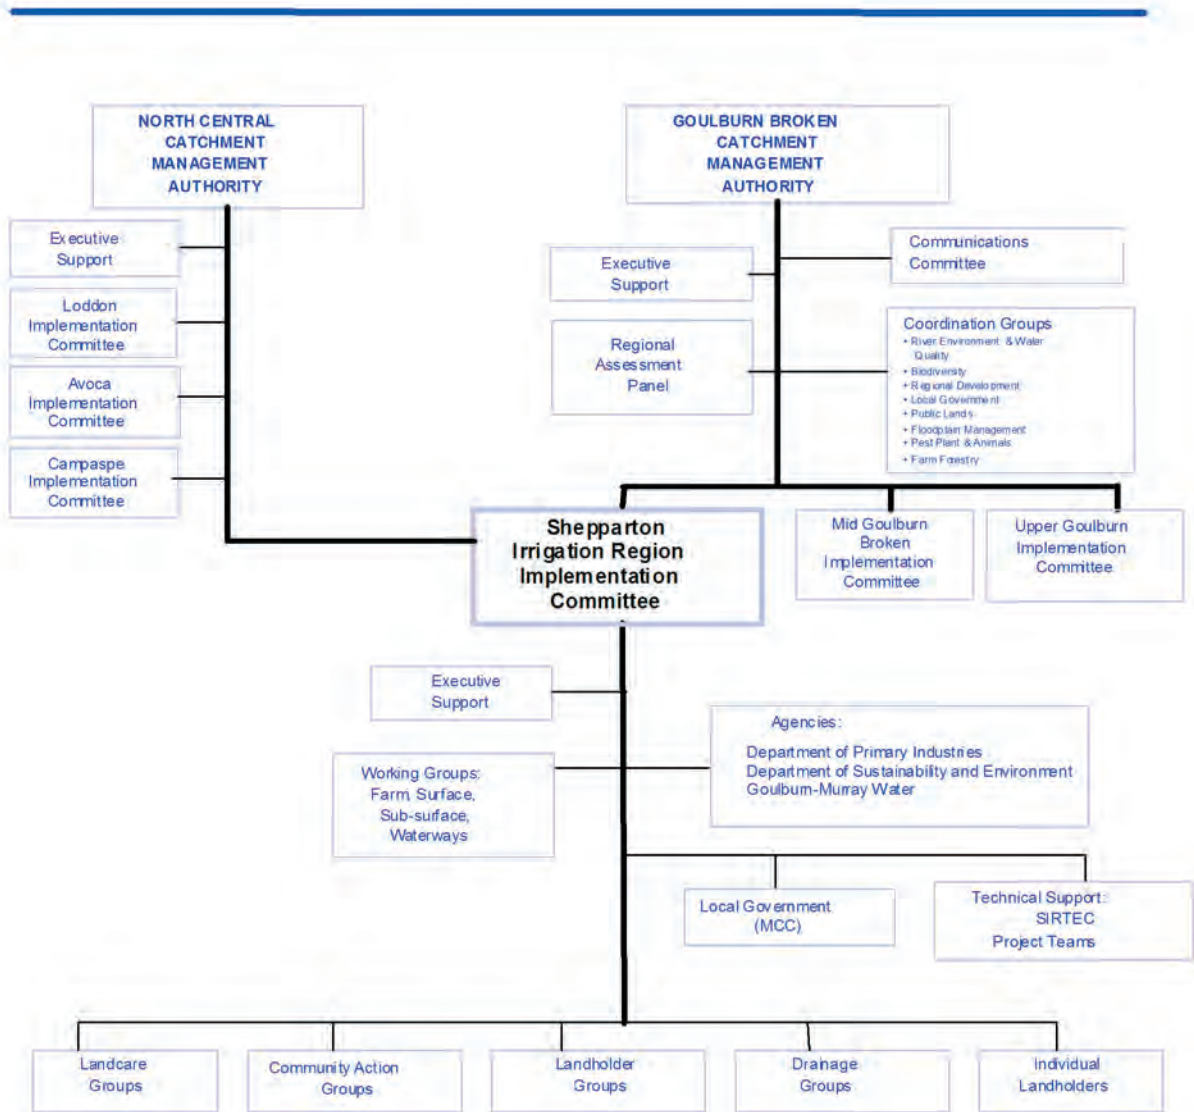 NORTH CENTRAL
CATCHMENT
MANAGEMENT
AUTHORITY
GOULBURN BROKEN
CATCHMENT
MANAGEMENT
AUTHORITY
Executive
Support
Loddon
Implementation
Committee
Avoca
Implementation
Committee
Campaspe
Implementation
Committee
Executive
Support
Communications
Committee
Regional
Assessment
Panel
Coordination Groups
• River Environment & Water
Quality
• Biodiversity
• Regional Development
• Local Government
• Public Lands
• Floodplain Management
• Pest Plant & Animals
• Farm Forestry
Shepparton
Irrigation Region
Implementation
Committee
Mid Goulburn
Broken
Implementation
Committee
Upper Goulburn
Implementation
Committee
Executive
Support
Working Groups:
Farm, Surface,
Sub-surface,
Waterways
Agencies:
Department of Primary Industries
Department of Sustainability and Environment
Goulburn-Murray Water
Local Government
(MCC)
Technical Support:
SIRTEC
Project Teams
Landcare
Groups
Community Action
Groups
Landholder
Groups
Drainage
Groups
Individual
Landholders